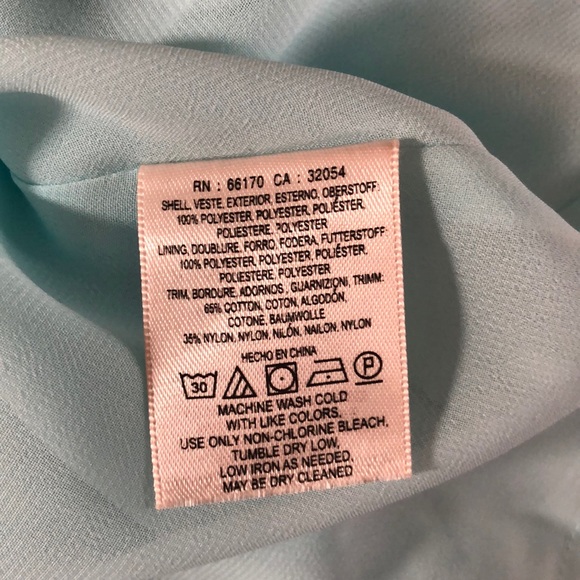 RN : 66170 CA : 32054
SHELL, VESTE, EXTERIOR, ESTERNO, OBERSTOFF:
100% POLYESTER, POLYESTER, POLIÉSTER,
POLIESTERE, POLYESTER
LINING, DOUBLURE, FORRO, FODERA, FUTTERSTOFF:
100% POLYESTER, POLYESTER, POLIÉSTER,
POLIESTERE, POLYESTER
TRIM, BORDURE, ADORNOS , GUARNIZIONI, THIMM:
65% COTTON, COTON, ALGODÓN,
COTONE, BAUMWOLLE
35% NYLON, NYLON, NILÓN, NAILON, NYLON
HECHO EN CHINA
30 P
MACHINE WASH COLD
WITH LIKE COLORS.
USE ONLY NON-CHLORINE BLEACH.
TUMBLE DRY LOW.
LOW IRON AS NEEDED.
MAY BE DRY CLEANED